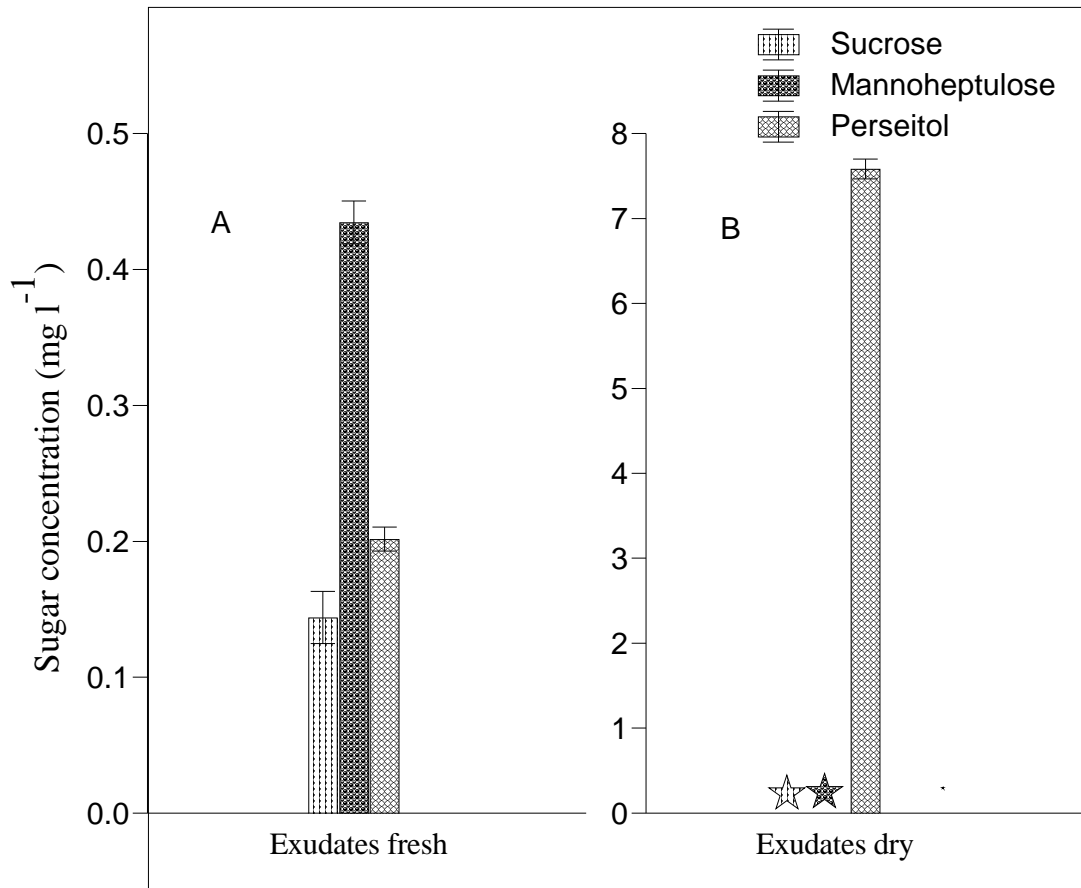 Sucrose
Mannoheptulose
Perseitol
Sugar concentration (mg l-1)
A
0.5
0.4
0.3
0.2
0.1
0.0
Exudates fresh
B
8
7
6
5
4
3
2
1
0
Exudates dry